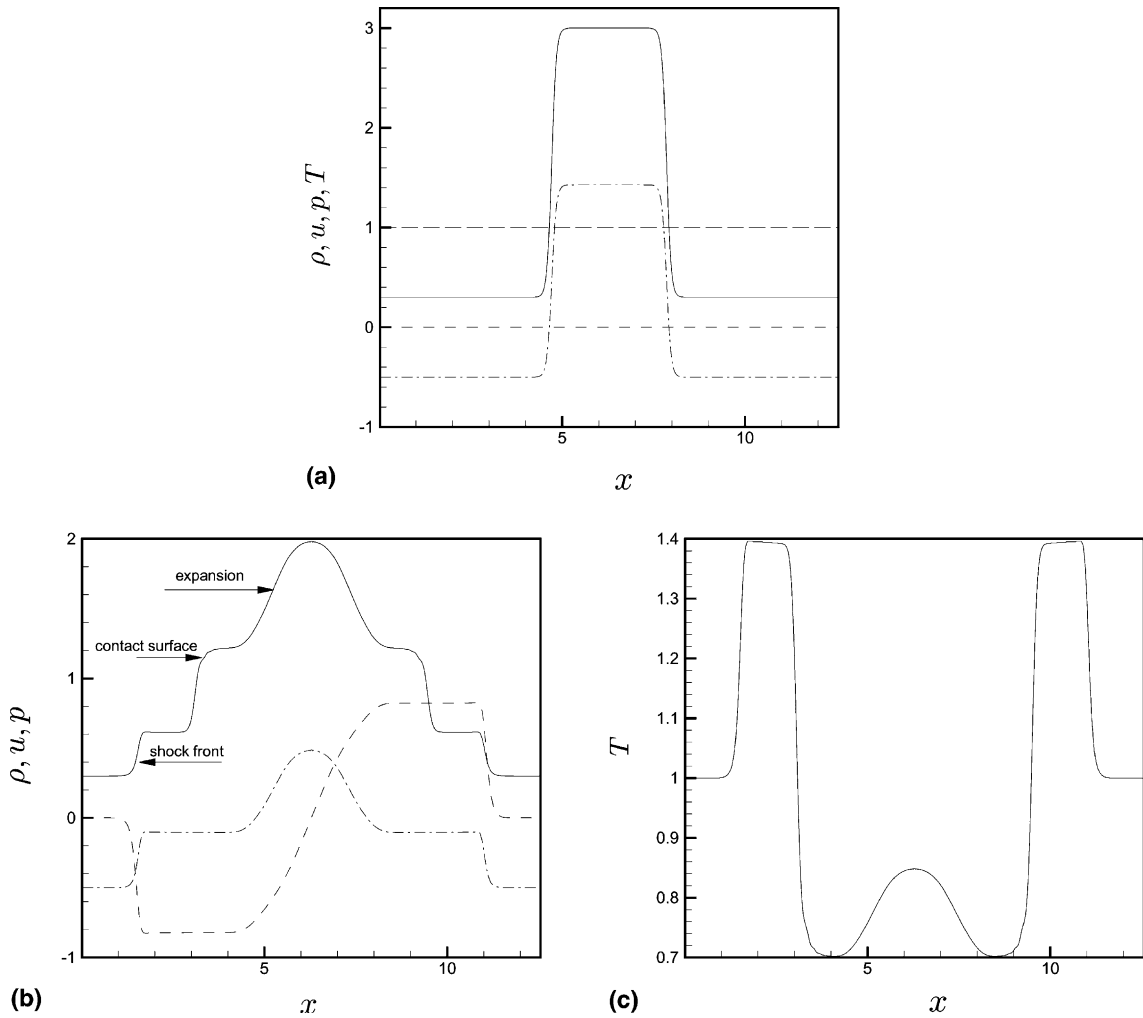 3
2
1
0
-1
5
10
ρ, u, p, T
x
(a)
2
1
0
-1
5
10
ρ, u, p
x
expansion
contact surface
shock front
(b)
1.4
1.3
1.2
1.1
1
0.9
0.8
0.7
5
10
T
x
(c)